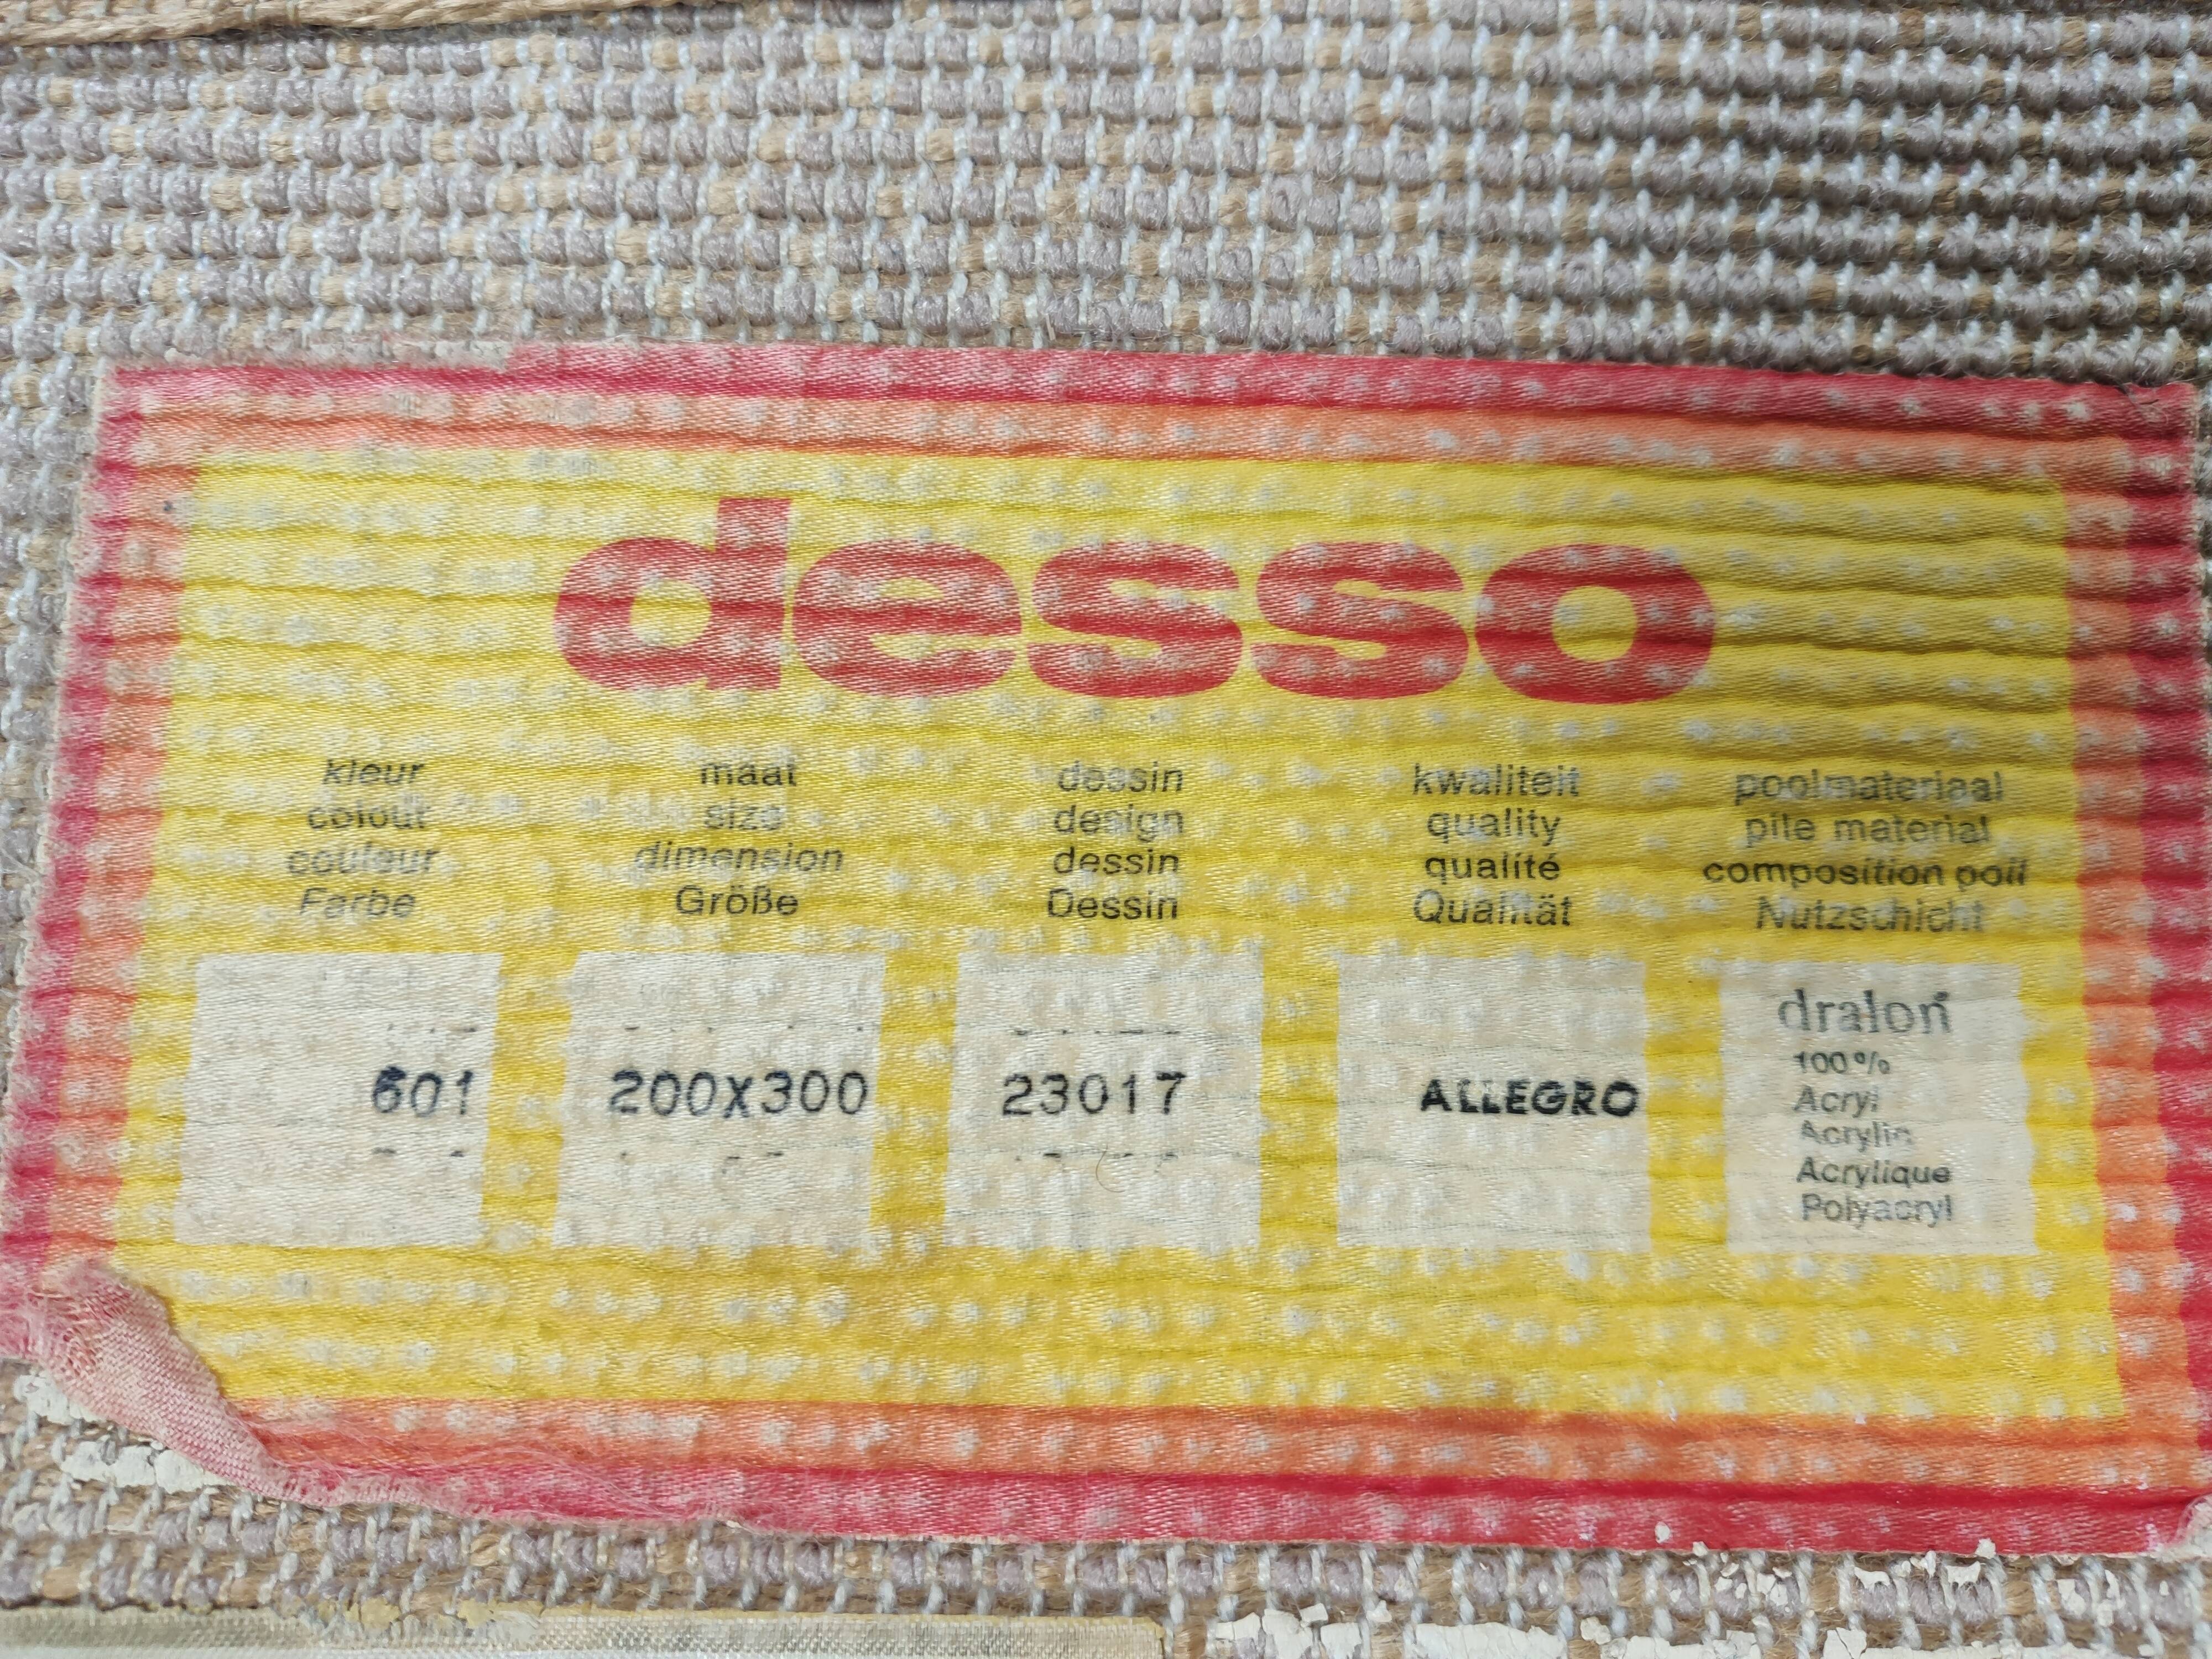 desso
kleur maat dessin kwaliteit poolmateriaal
colour size design quality pile material
couleur dimension dessin qualité composition poil
Farbe Größe Dessin Qualität Nutzschicht
601 200X300 23017 ALLEGRO
dralon
100%
Acryl
Acrylic
Acrylique
Polyacryl